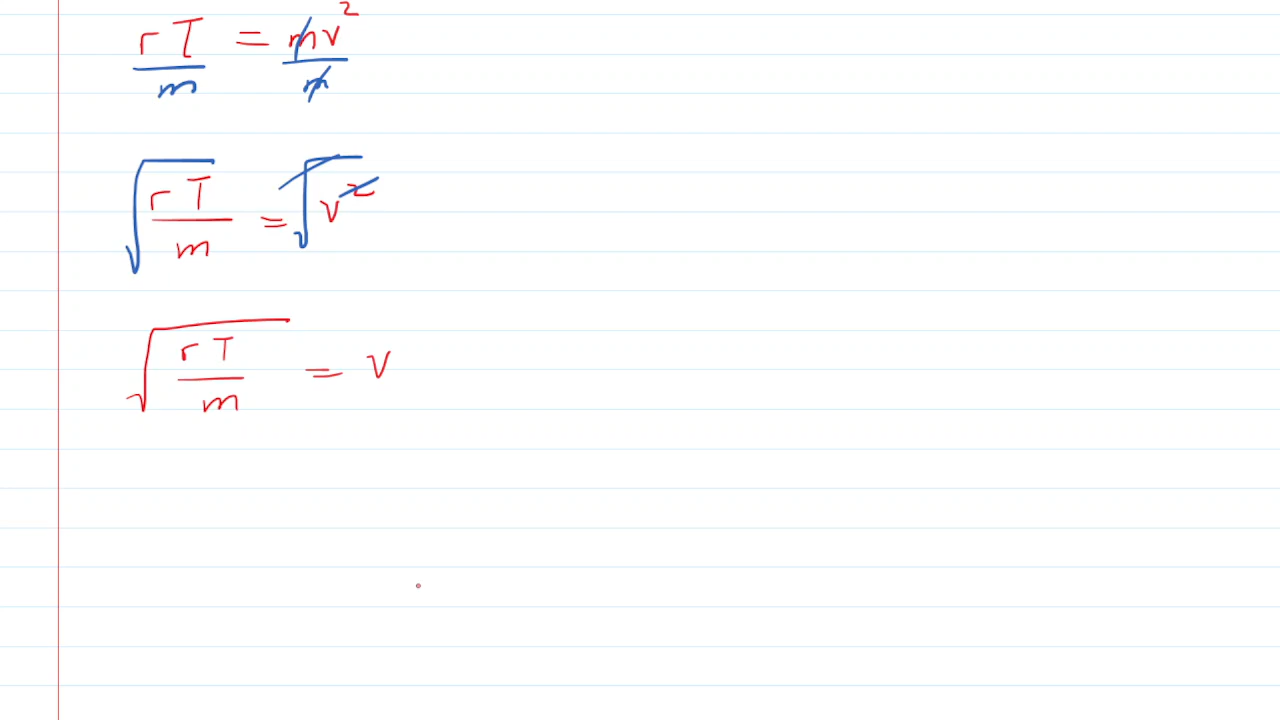 rT/m = mv²/m
√(rT/m) = √v²
√(rT/m) = v